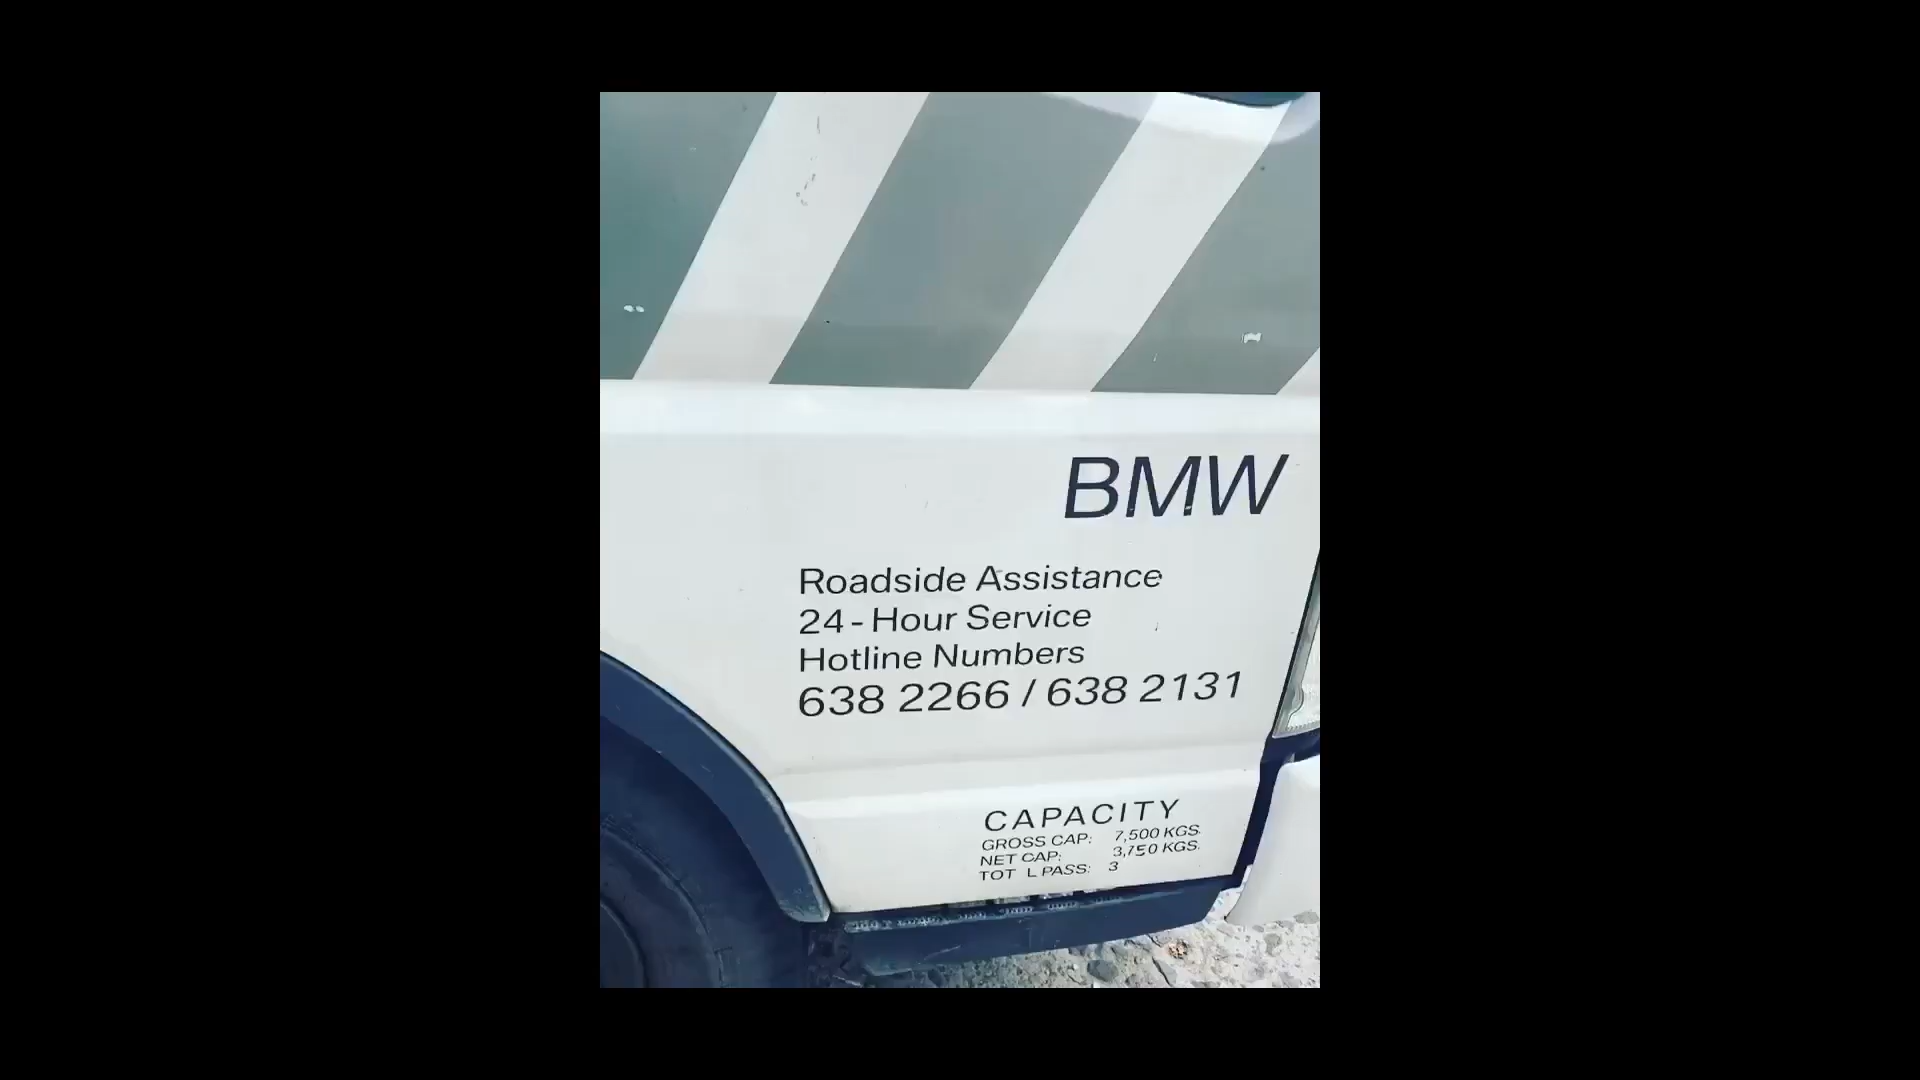 BMW
Roadside Assistance
24 - Hour Service
Hotline Numbers
638 2266 / 638 2131
CAPACITY
GROSS CAP: 7,500 KGS.
NET CAP: 3,750 KGS.
TOT L PASS: 3